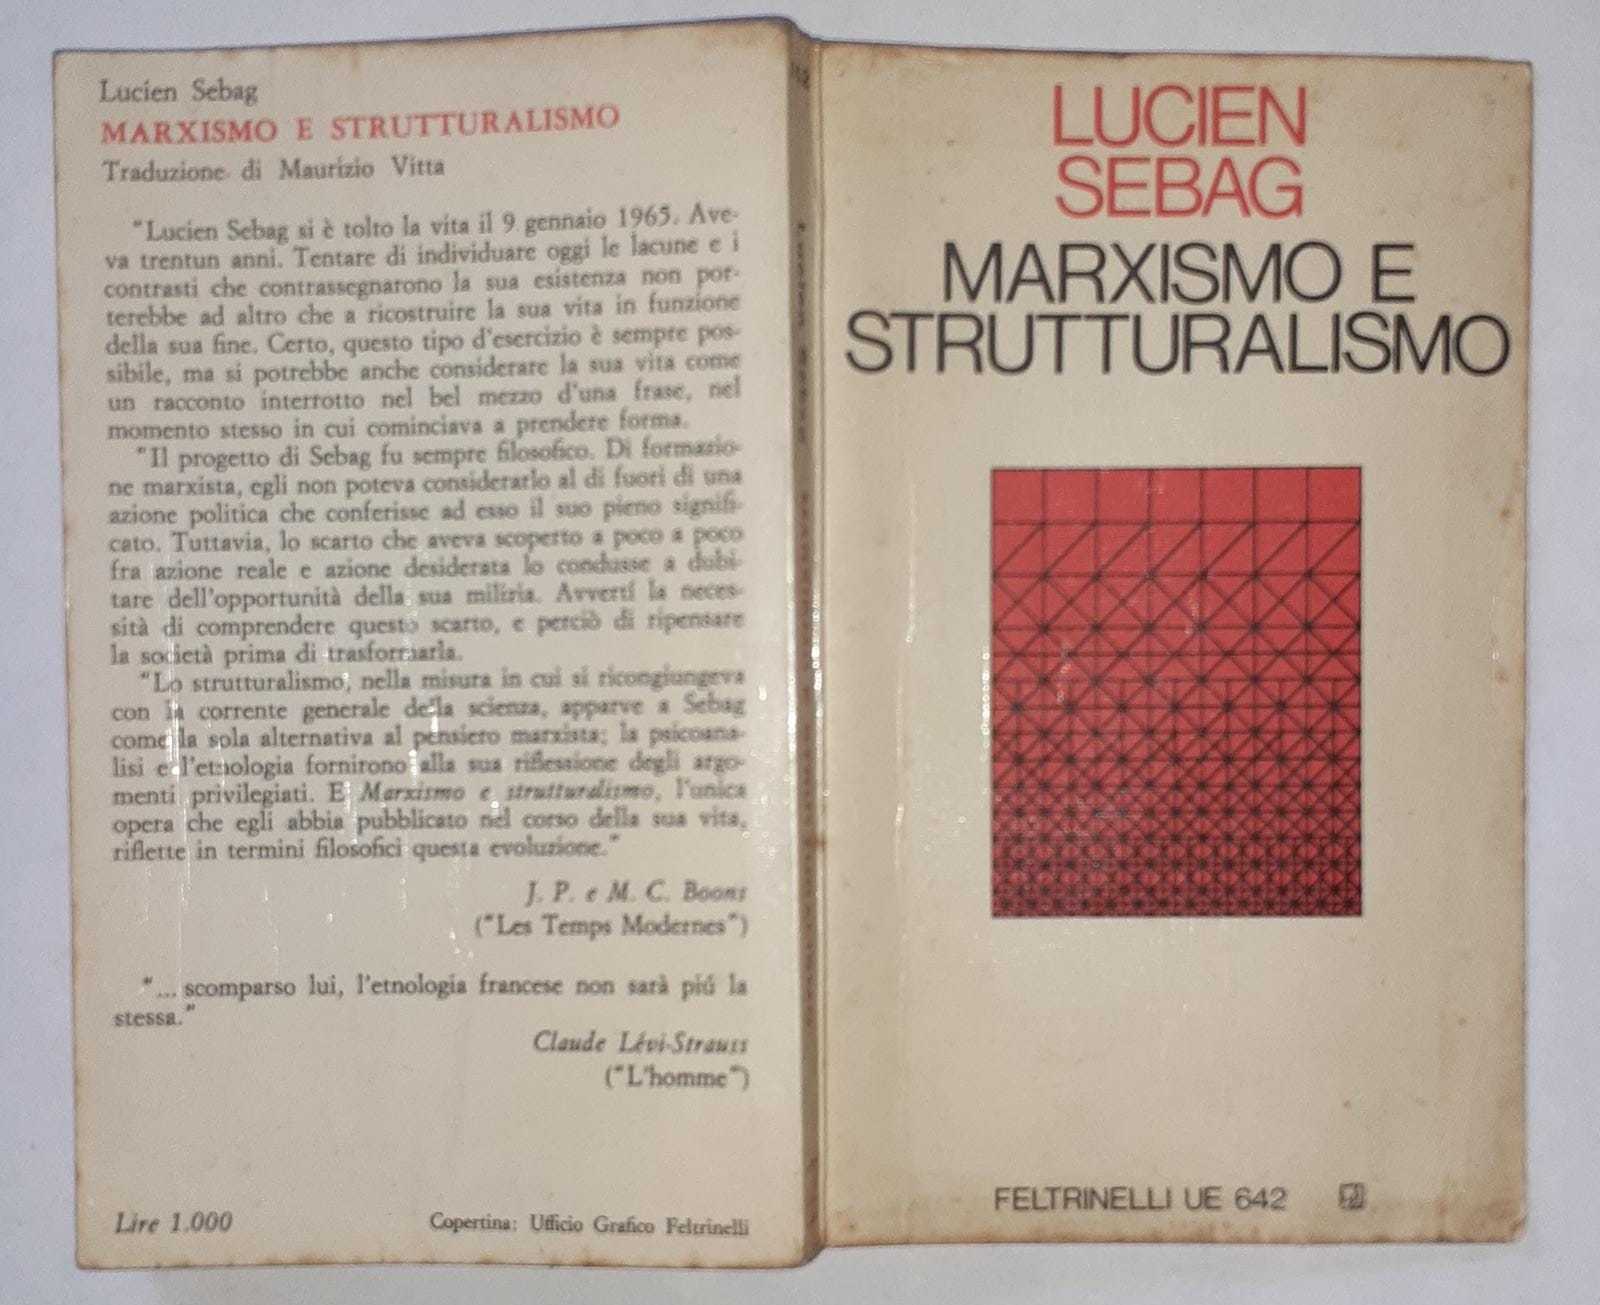 Lucien Sebag
MARXISMO E STRUTTURALISMO
Traduzione di Maurizio Vitta
"Lucien Sebag si è tolto la vita il 9 gennaio 1965. Ave-
va trentun anni. Tentare di individuare oggi le lacune e i
contrasti che contrassegnarono la sua esistenza non por-
terebbe ad altro che a ricostruire la sua vita in funzione
della sua fine. Certo, questo tipo d'esercizio è sempre pos-
sibile, ma si potrebbe anche considerare la sua vita come
un racconto interrotto nel bel mezzo d'una frase, nel
momento stesso in cui cominciava a prendere forma.
"Il progetto di Sebag fu sempre filosofico. Di formazio-
ne marxista, egli non poteva considerarlo al di fuori di una
azione politica che conferisse ad esso il suo pieno signifi-
cato. Tuttavia, lo scarto che aveva scoperto a poco a poco
fra azione reale e azione desiderata lo condusse a dubi-
tare dell'opportunità della sua milizia. Avvertí la neces-
sità di comprendere questo scarto, e perciò di ripensare
la società prima di trasformarla.
"Lo strutturalismo, nella misura in cui si ricongiungeva
con la corrente generale della scienza, apparve a Sebag
come la sola alternativa al pensiero marxista; la psicoana-
lisi e l'etnologia fornirono alla sua riflessione degli argo-
menti privilegiati. E Marxismo e strutturalismo, l'unica
opera che egli abbia pubblicato nel corso della sua vita,
riflette in termini filosofici questa evoluzione."
J. P. e M. C. Boons
("Les Temps Modernes")
"... scomparso lui, l'etnologia francese non sarà piú la
stessa."
Claude Lévi-Strauss
("L'homme")
Lire 1.000
Copertina: Ufficio Grafico Feltrinelli
LUCIEN
SEBAG
MARXISMO E
STRUTTURALISMO
FELTRINELLI UE 642